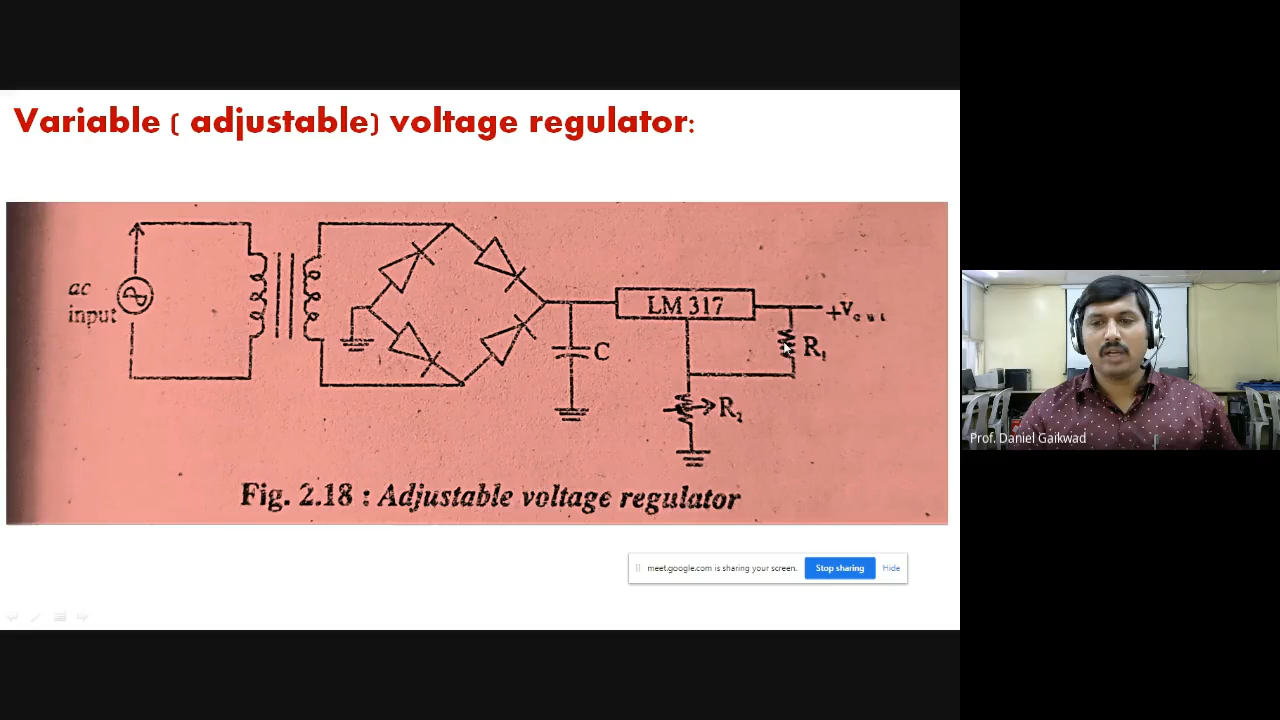 Variable ( adjustable) voltage regulator:
ac
input
LM 317
+Vout
R1
C
R2
Fig. 2.18 : Adjustable voltage regulator
meet.google.com is sharing your screen.
Stop sharing
Hide
Prof. Daniel Gaikwad